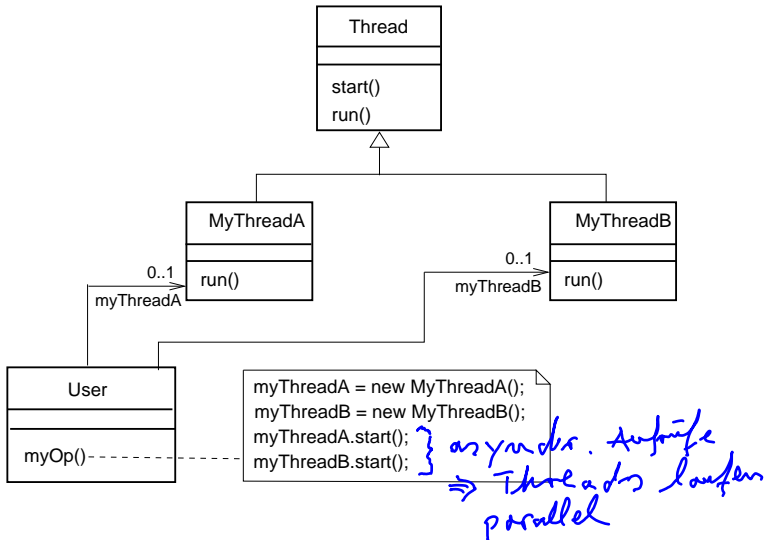 Thread
start()
run()
MyThreadA
run()
MyThreadB
run()
0..1
myThreadA
0..1
myThreadB
User
myOp()
myThreadA = new MyThreadA();
myThreadB = new MyThreadB();
myThreadA.start();
myThreadB.start();
} asynchr. Aufrufe
⇒ Threads laufen
parallel